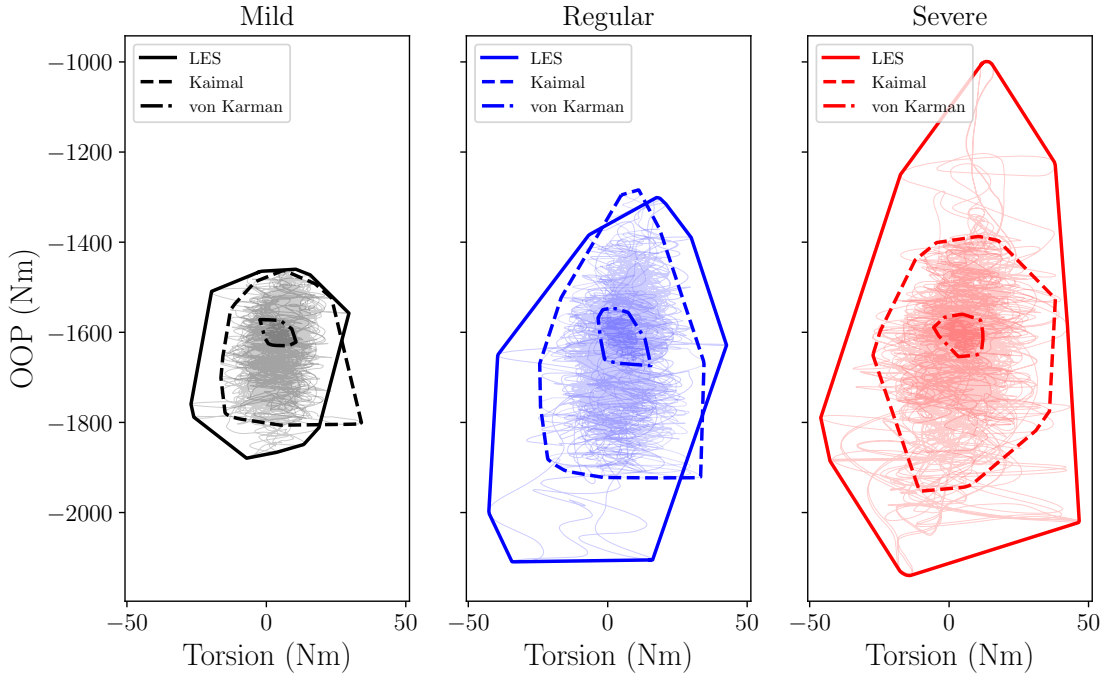 Mild
Regular
Severe
LES
Kaimal
von Karman
LES
Kaimal
von Karman
LES
Kaimal
von Karman
OOP (Nm)
−1000
−1200
−1400
−1600
−1800
−2000
−50
0
50
−50
0
50
−50
0
50
Torsion (Nm)
Torsion (Nm)
Torsion (Nm)